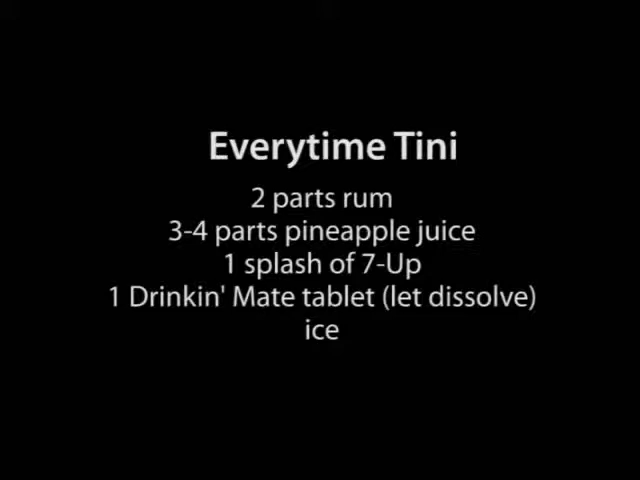 Everytime Tini
2 parts rum
3-4 parts pineapple juice
1 splash of 7-Up
1 Drinkin' Mate tablet (let dissolve)
ice